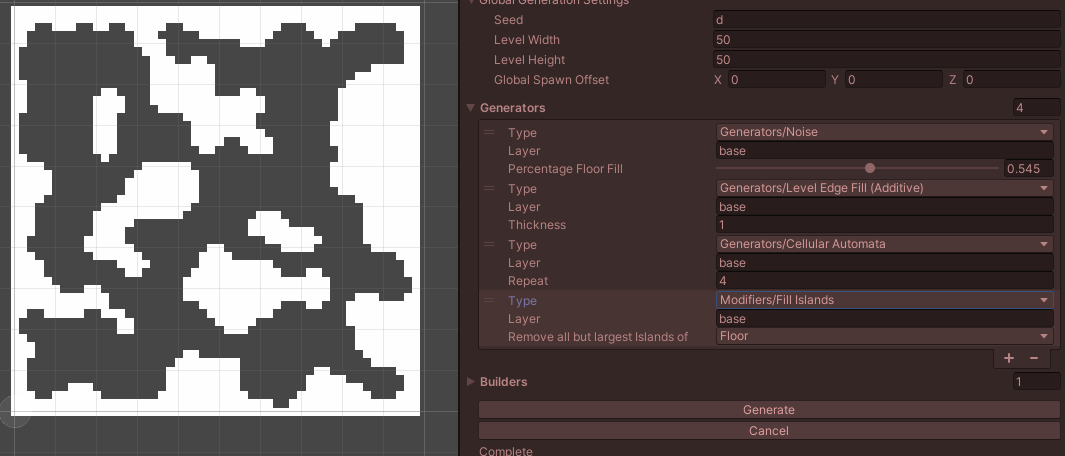 Global Generation Settings
Seed d
Level Width 50
Level Height 50
Global Spawn Offset X 0 Y 0 Z 0
Generators 4
Type Generators/Noise
Layer base
Percentage Floor Fill 0.545
Type Generators/Level Edge Fill (Additive)
Layer base
Thickness 1
Type Generators/Cellular Automata
Layer base
Repeat 4
Type Modifiers/Fill Islands
Layer base
Remove all but largest Islands of Floor
+ −
Builders 1
Generate
Cancel
Complete